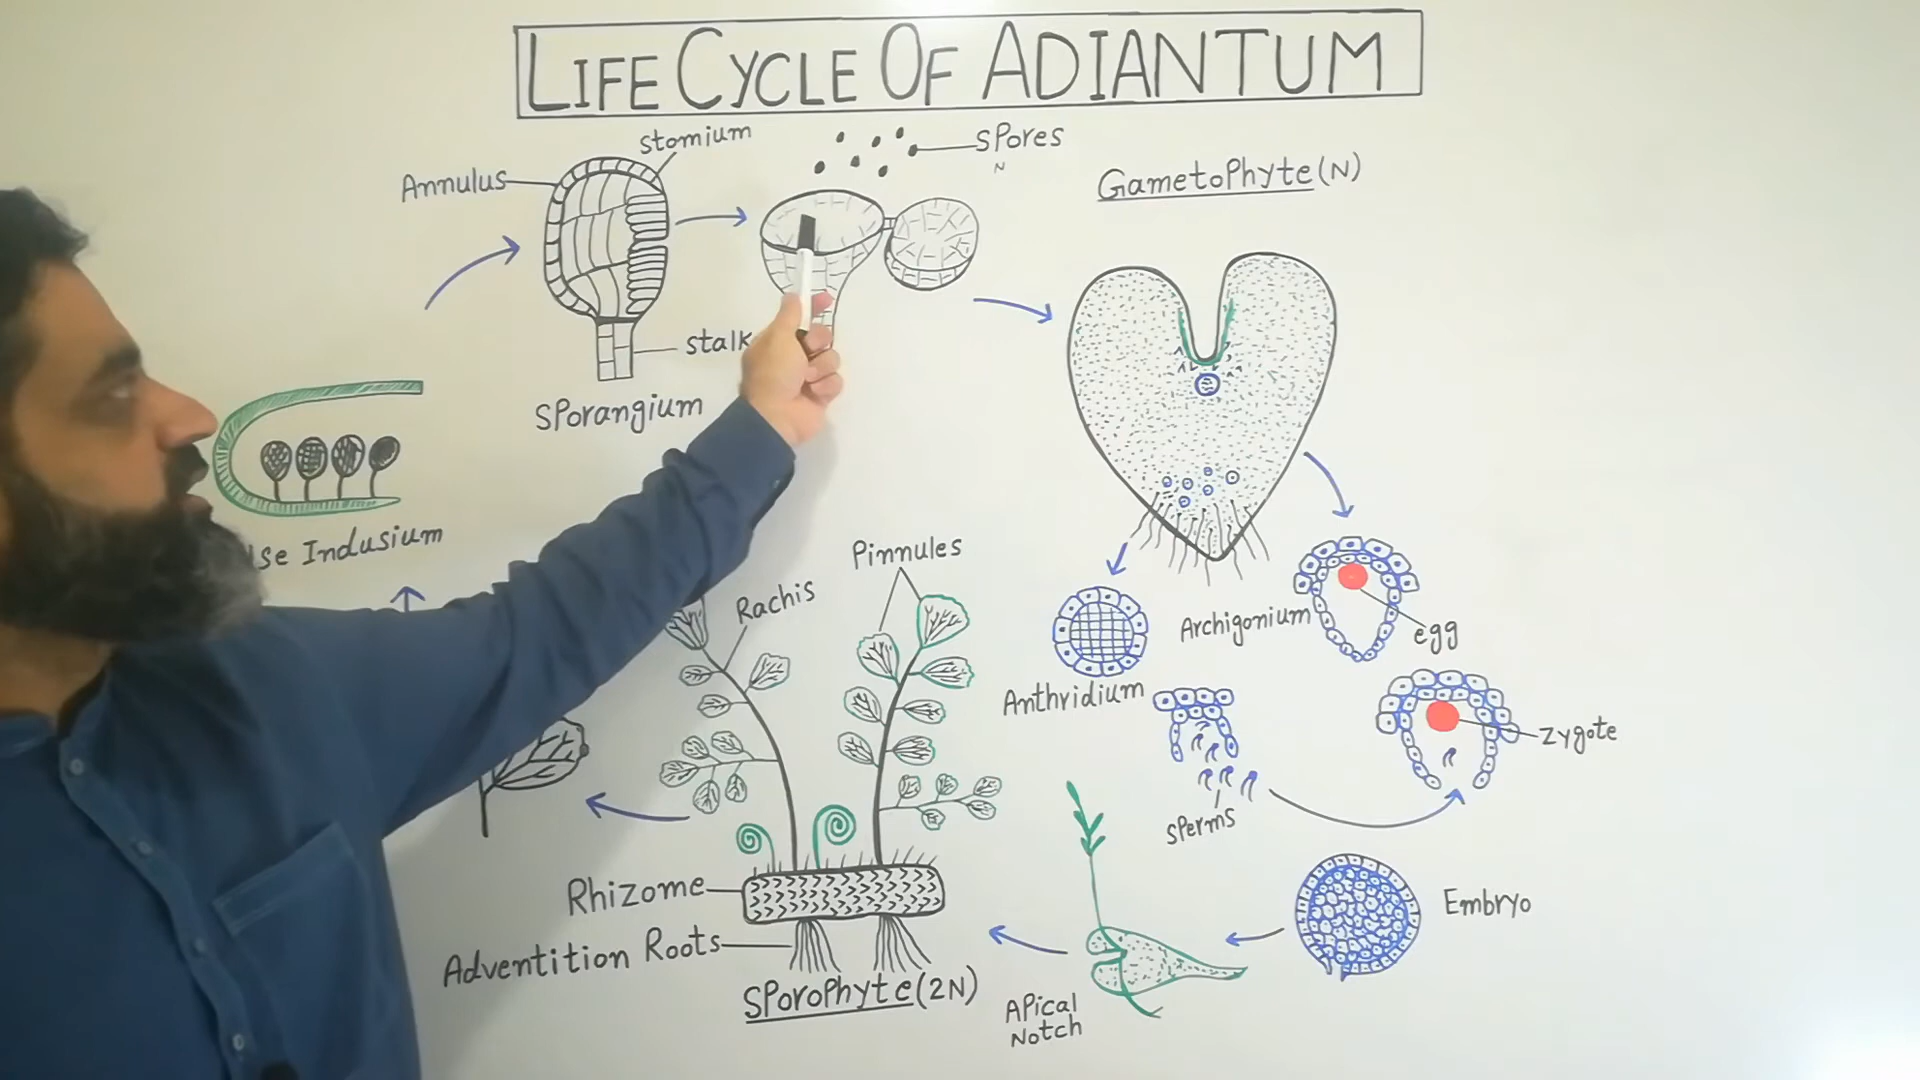 LIFE CYCLE OF ADIANTUM
stomium
Annulus
SPores
N
GametoPhyte(N)
stalk
SPorangium
Indusium
Pinnules
Rachis
Archigonium
egg
Anthridium
Zygote
SPerms
Rhizome
Embryo
Adventition Roots
SPoroPhyte(2N)
APical
Notch